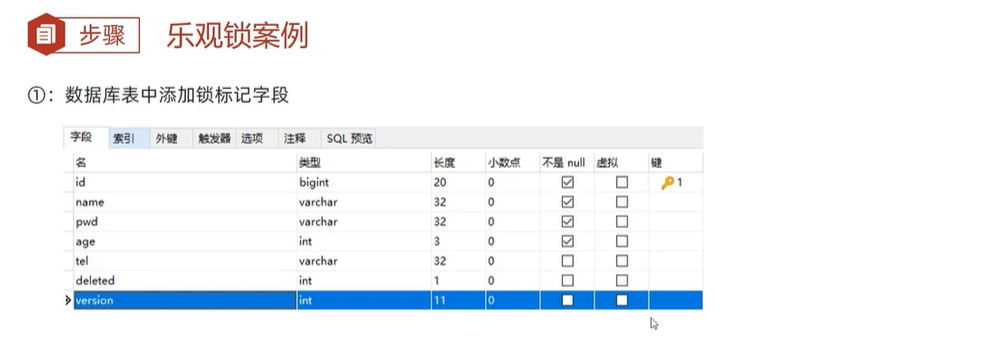 步骤 乐观锁案例
①：数据库表中添加锁标记字段
字段 索引 外键 触发器 选项 注释 SQL 预览
名 类型 长度 小数点 不是 null 虚拟 键
id bigint 20 0 1
name varchar 32 0
pwd varchar 32 0
age int 3 0
tel varchar 32 0
deleted int 1 0
version int 11 0